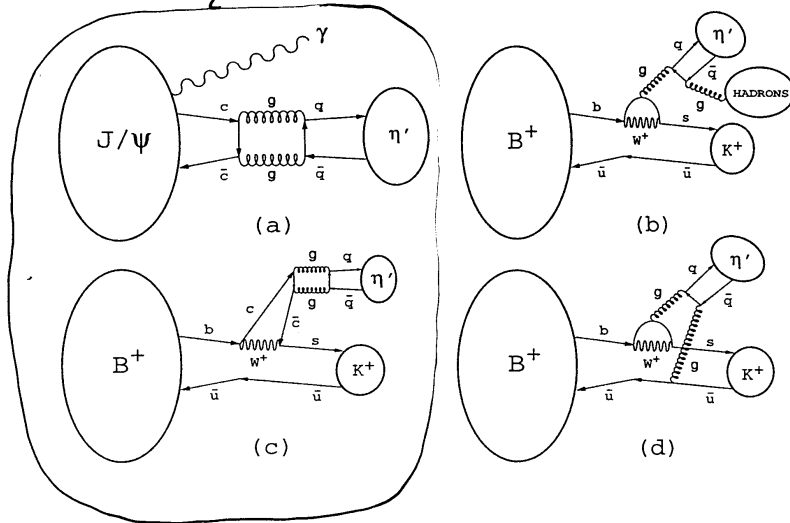 γ
J/ψ
c
g
q
η'
c̄
g
q̄
(a)
B⁺
b
W⁺
s
g
q
η'
q̄
g
HADRONS
K⁺
ū
ū
(b)
B⁺
b
c
W⁺
c̄
g
q
η'
g
q̄
s
K⁺
ū
ū
(c)
B⁺
b
W⁺
g
q
η'
q̄
s
g
K⁺
ū
ū
(d)